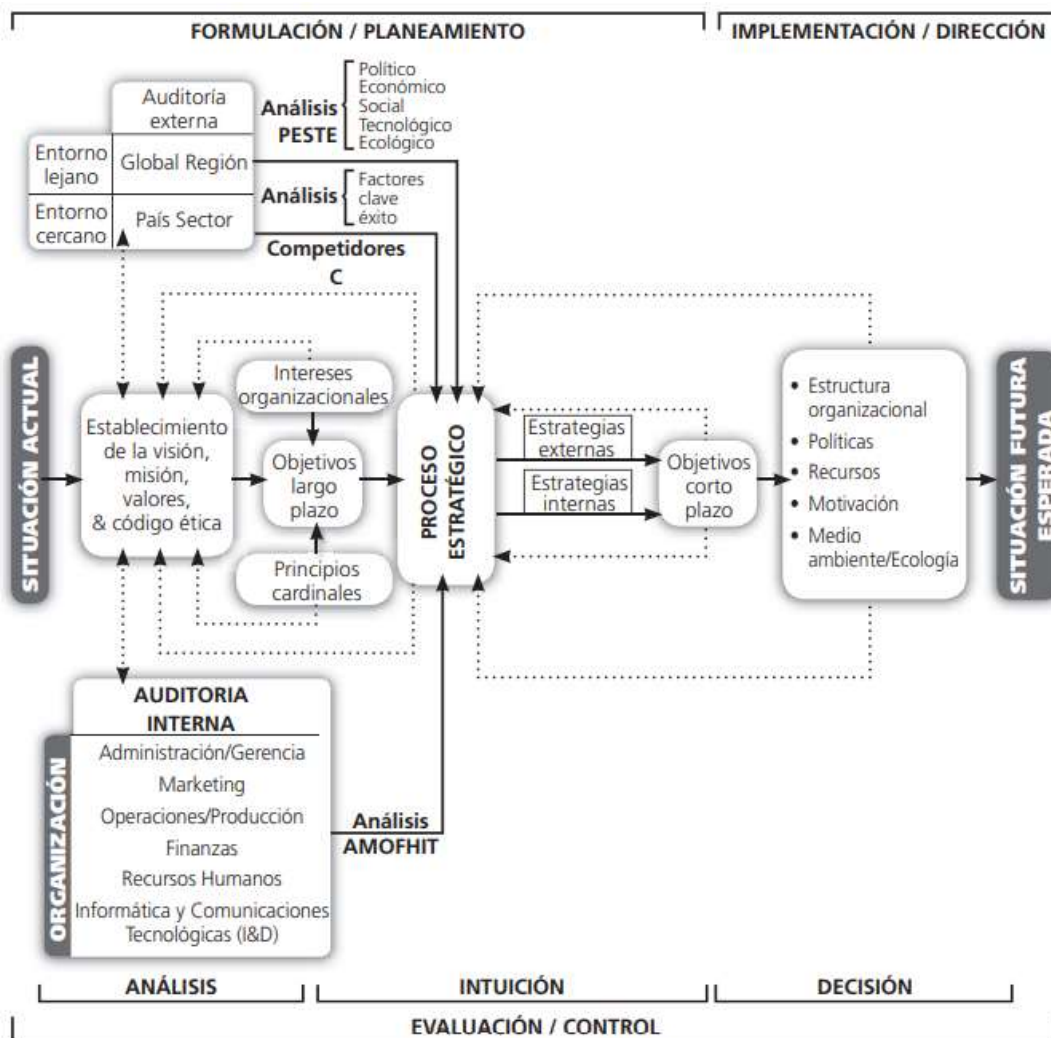 FORMULACIÓN / PLANEAMIENTO
IMPLEMENTACIÓN / DIRECCIÓN
Auditoría
externa
Entorno
lejano
Global Región
Entorno
cercano
País Sector
Análisis
PESTE
Político
Económico
Social
Tecnológico
Ecológico
Análisis
Factores
clave
éxito
Competidores
C
SITUACIÓN ACTUAL
Establecimiento
de la visión,
misión,
valores,
& código ética
Intereses
organizacionales
Objetivos
largo
plazo
Principios
cardinales
PROCESO
ESTRATÉGICO
Estrategias
externas
Estrategias
internas
Objetivos
corto
plazo
• Estructura
organizacional
• Políticas
• Recursos
• Motivación
• Medio
ambiente/Ecología
SITUACIÓN FUTURA
ESPERADA
ORGANIZACIÓN
AUDITORIA
INTERNA
Administración/Gerencia
Marketing
Operaciones/Producción
Finanzas
Recursos Humanos
Informática y Comunicaciones
Tecnológicas (I&D)
Análisis
AMOFHIT
ANÁLISIS
INTUICIÓN
DECISIÓN
EVALUACIÓN / CONTROL